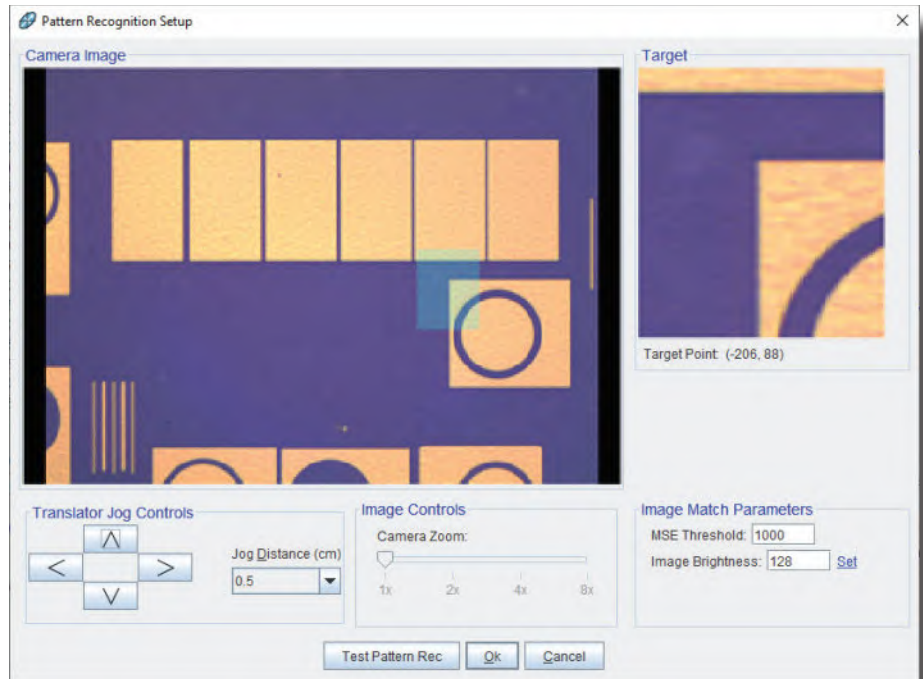 Pattern Recognition Setup
Camera Image
Target
Target Point: (-206, 88)
Translator Jog Controls
Jog Distance (cm)
0.5
Image Controls
Camera Zoom:
1x 2x 4x 8x
Image Match Parameters
MSE Threshold: 1000
Image Brightness: 128 Set
Test Pattern Rec Ok Cancel